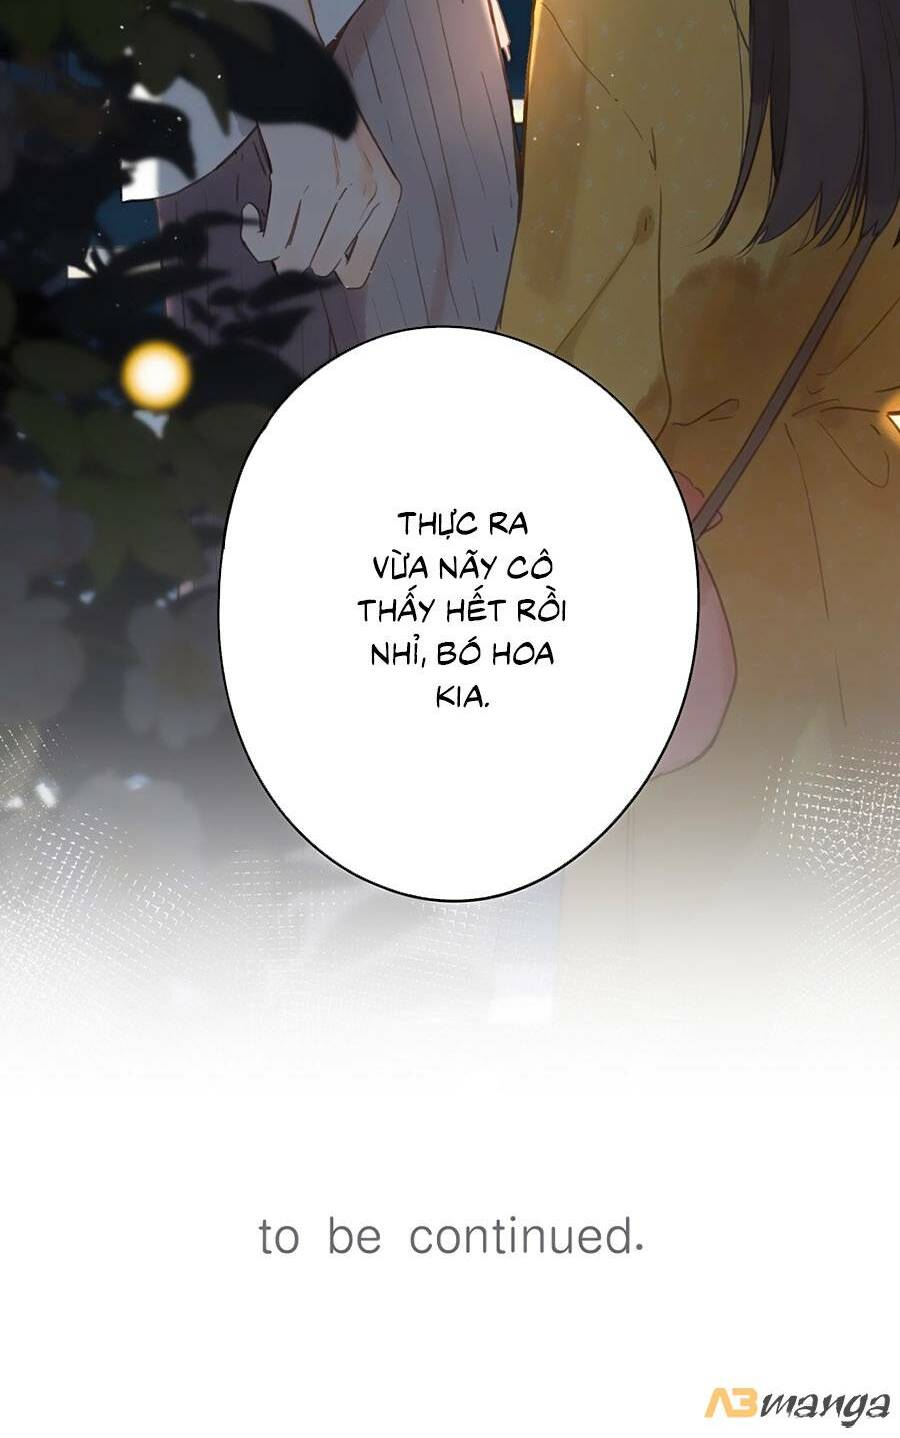 THỰC RA
VỪA NÃY CÔ
THẤY HẾT RỒI
NHỈ, BÓ HOA
KIA.
to be continued.
A3manga